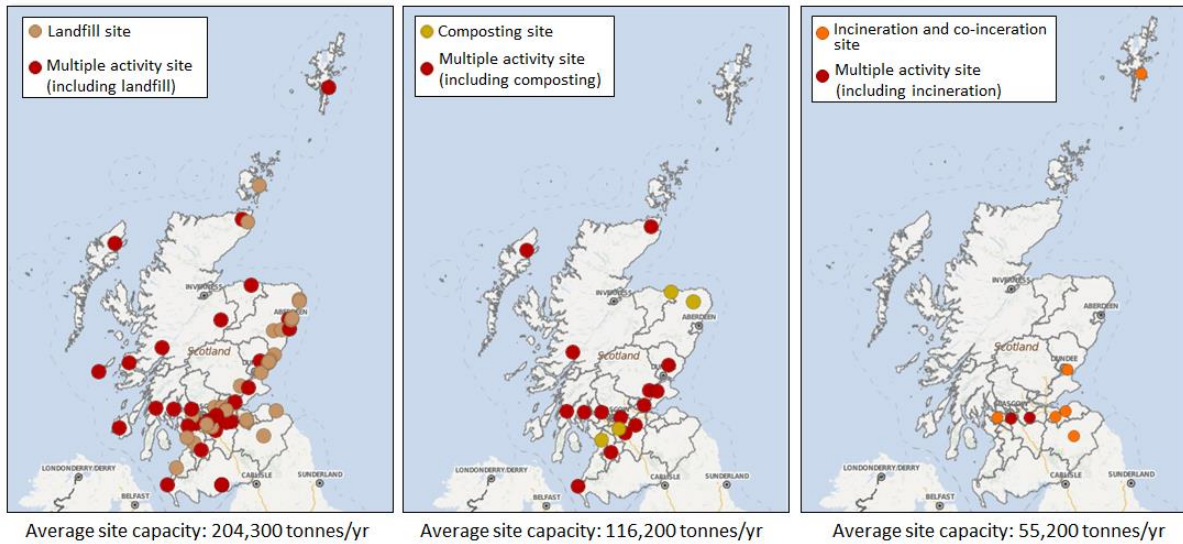 Landfill site
Multiple activity site
(including landfill)
INVERNESS
ABERDEEN
Scotland
LONDONDERRY/DERRY
BELFAST
CARLISLE
SUNDERLAND
Average site capacity: 204,300 tonnes/yr
Composting site
Multiple activity site
(including composting)
INVERNESS
ABERDEEN
Scotland
LONDONDERRY/DERRY
BELFAST
CARLISLE
SUNDERLAND
Average site capacity: 116,200 tonnes/yr
Incineration and co-inceration
site
Multiple activity site
(including incineration)
INVERNESS
ABERDEEN
Scotland
DUNDEE
LONDONDERRY/DERRY
BELFAST
CARLISLE
SUNDERLAND
Average site capacity: 55,200 tonnes/yr